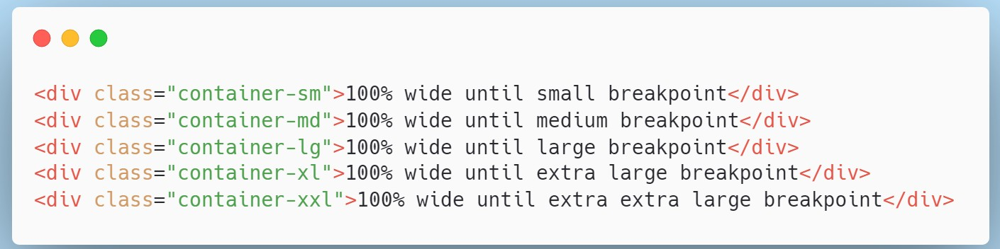 <div class="container-sm">100% wide until small breakpoint</div>
<div class="container-md">100% wide until medium breakpoint</div>
<div class="container-lg">100% wide until large breakpoint</div>
<div class="container-xl">100% wide until extra large breakpoint</div>
<div class="container-xxl">100% wide until extra extra large breakpoint</div>